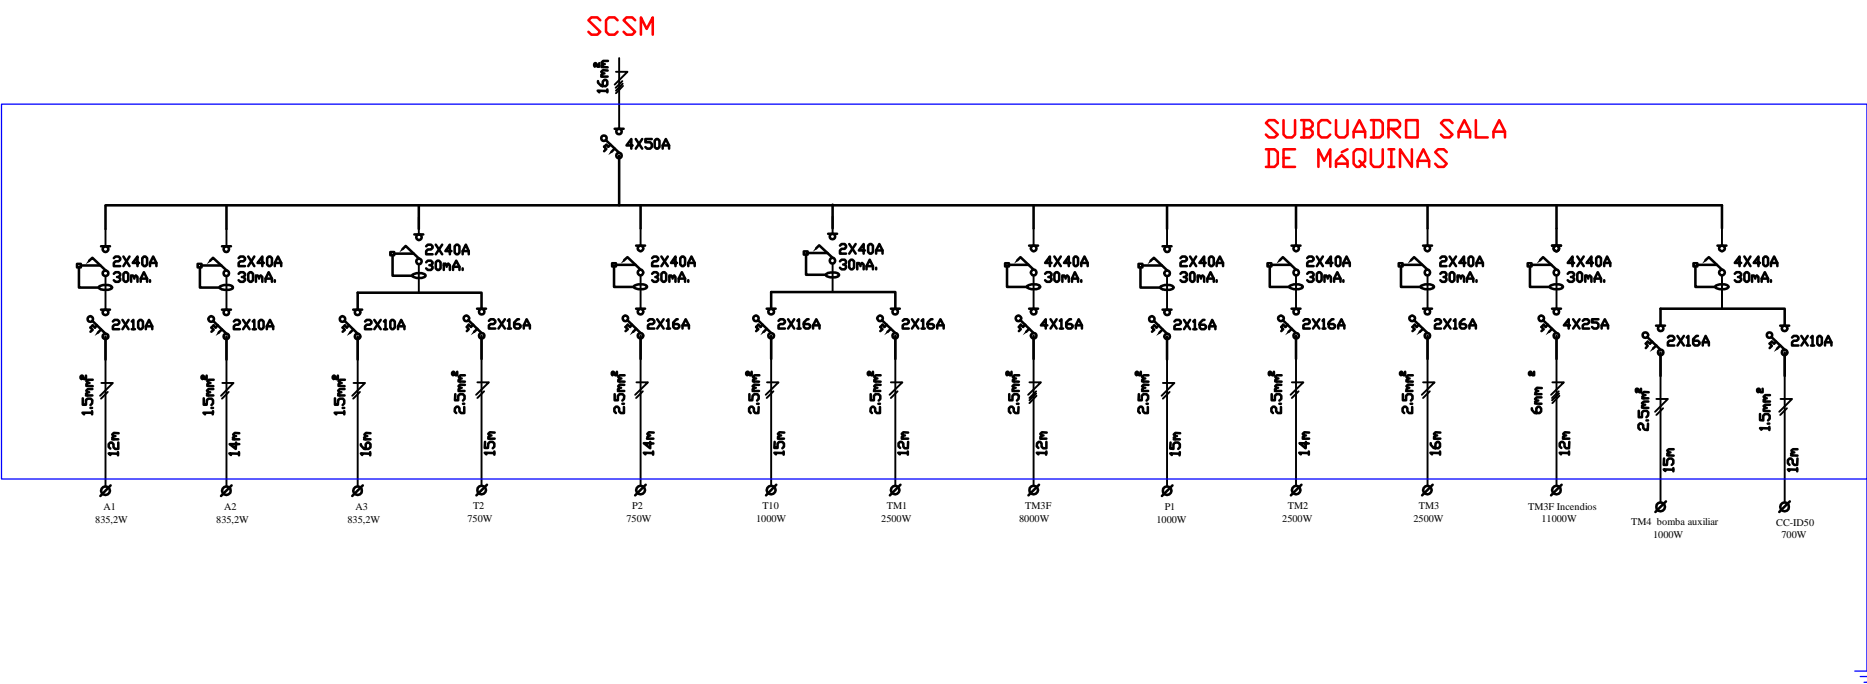 SCSM
16mm²
4X50A
SUBCUADRO SALA
DE MáQUINAS
2X40A
30mA.
2X40A
30mA.
2X40A
30mA.
2X40A
30mA.
2X40A
30mA.
4X40A
30mA.
2X40A
30mA.
2X40A
30mA.
2X40A
30mA.
4X40A
30mA.
4X40A
30mA.
2X10A
2X10A
2X10A
2X16A
2X16A
2X16A
2X16A
4X16A
2X16A
2X16A
2X16A
4X25A
2X16A
2X10A
1.5mm²
1.5mm²
1.5mm²
2.5mm²
2.5mm²
2.5mm²
2.5mm²
2.5mm²
2.5mm²
2.5mm²
2.5mm²
6mm ²
2.5mm²
1.5mm²
12m
14m
16m
15m
14m
15m
12m
12m
15m
14m
16m
12m
15m
12m
A1
835,2W
A2
835,2W
A3
835,2W
T2
750W
P2
750W
T10
1000W
TM1
2500W
TM3F
8000W
P1
1000W
TM2
2500W
TM3
2500W
TM3F Incendios
11000W
TM4 bomba auxiliar
1000W
CC-ID50
700W